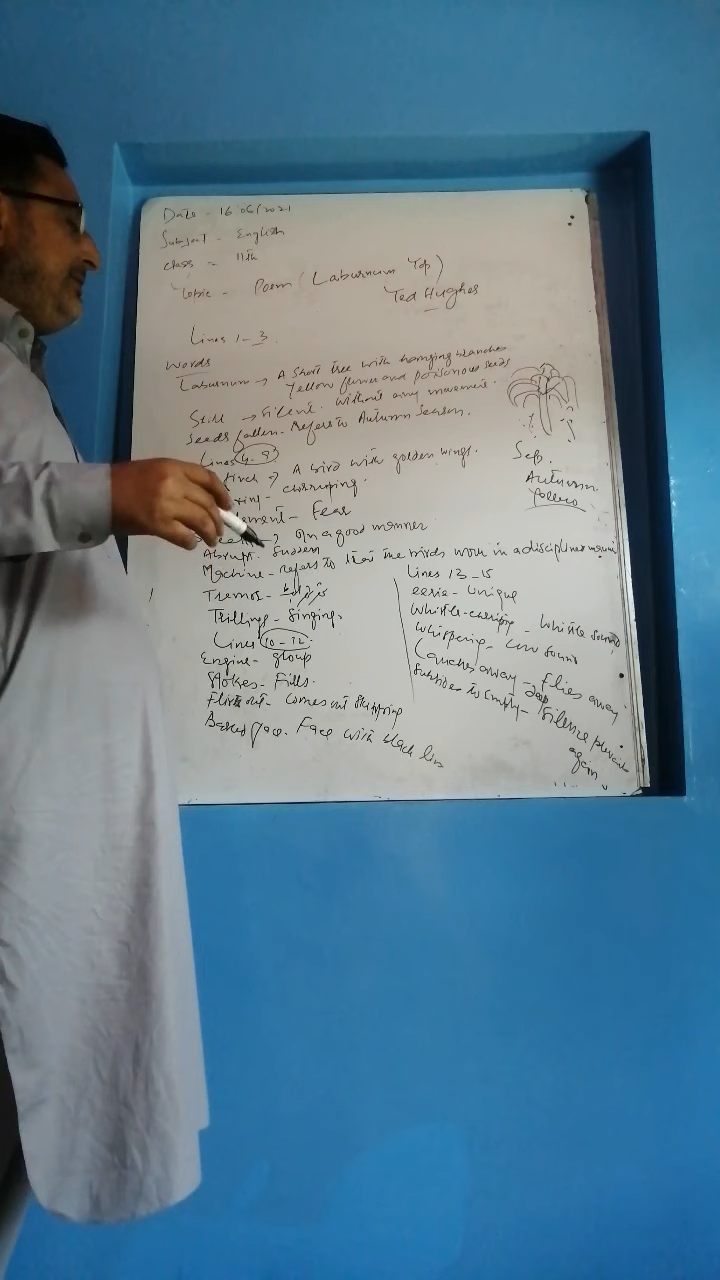 Date - 16 06/2021
Subject - English
Class - 11th
Topic - Poem (Laburnum Top)
Ted Hughes
Lines 1-3.
Words
Laburnum → A short tree with hanging branches
Yellow flower and poisonous seeds
Still → Silent. Without any movement.
Seeds fallen - Refers to Autumn Season.
Lines 4-9
A bird with golden wings.
chirruping.
Fear
In a good manner
Abrupt - Sudden
Machine - refers to that the birds work in a disciplined
Tremor -
Trilling - Singing.
Lines 10-12.
Engine - group
Stokes - Fills.
Flirts out - Comes out
Barred face - Face with black
Sep.
Autumn
Yellow
Lines 13-15
eerie - unique
Whistle-chirrup - Whistle sound
Whispering - Low sound
Launches away - Flies away
Subsides to Empty - Silence prevails
again